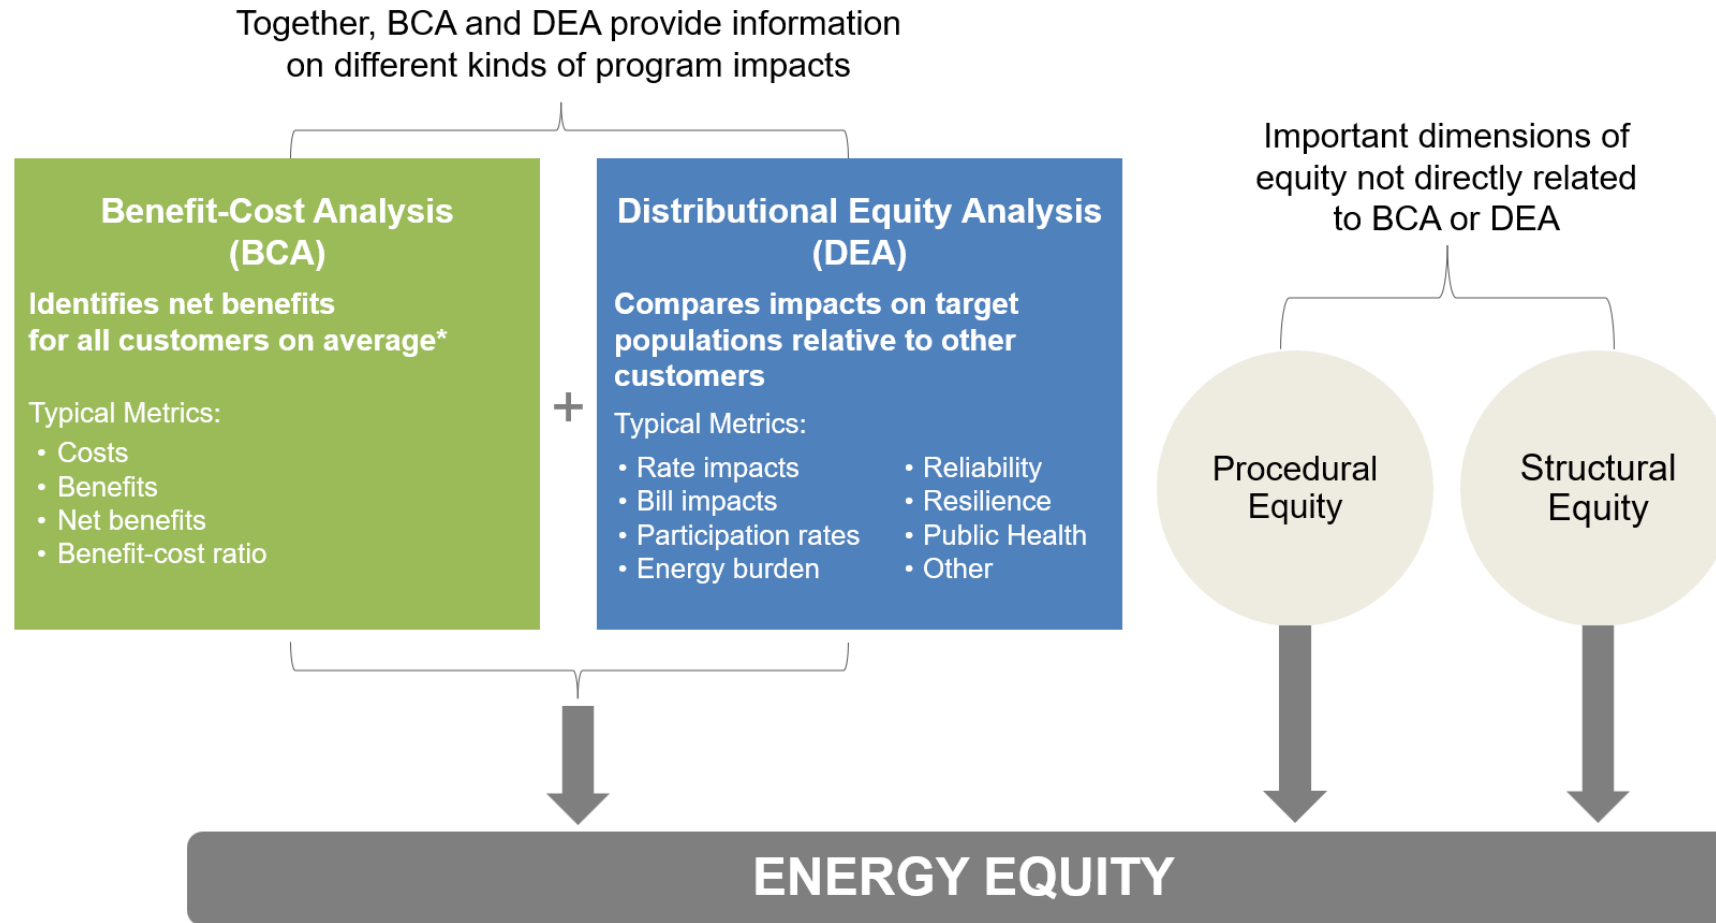 Together, BCA and DEA provide information
on different kinds of program impacts
Benefit-Cost Analysis
(BCA)
Identifies net benefits
for all customers on average*
Typical Metrics:
• Costs
• Benefits
• Net benefits
• Benefit-cost ratio
+
Distributional Equity Analysis
(DEA)
Compares impacts on target
populations relative to other
customers
Typical Metrics:
• Rate impacts
• Bill impacts
• Participation rates
• Energy burden
• Reliability
• Resilience
• Public Health
• Other
Important dimensions of
equity not directly related
to BCA or DEA
Procedural
Equity
Structural
Equity
ENERGY EQUITY